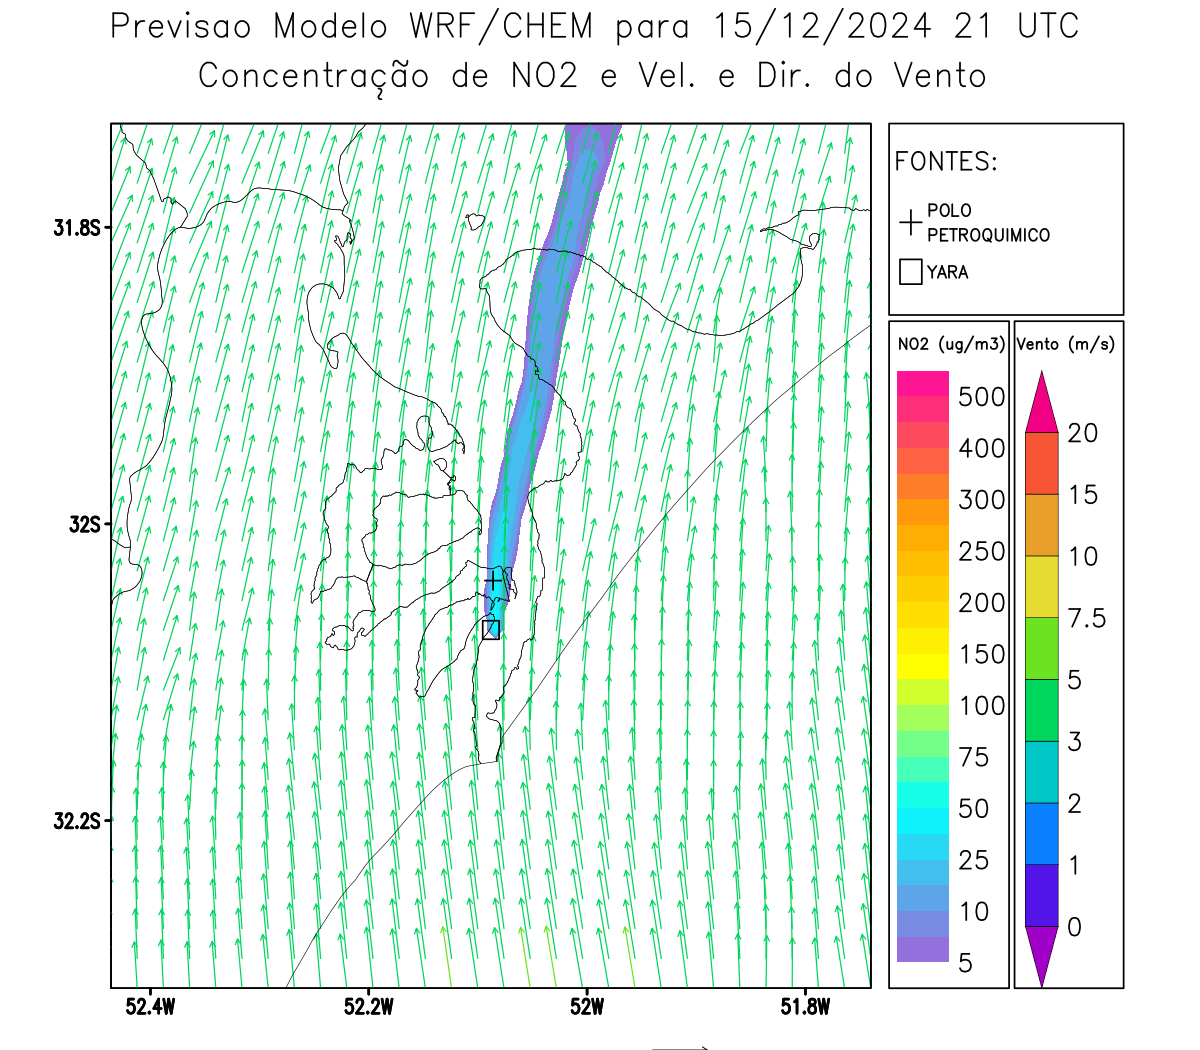 Previsao Modelo WRF/CHEM para 15/12/2024 21 UTC
Concentração de NO2 e Vel. e Dir. do Vento
FONTES:
POLO
PETROQUIMICO
YARA
31.8S
32S
32.2S
52.4W
52.2W
52W
51.8W
NO2 (ug/m3)
500
400
300
250
200
150
100
75
50
25
10
5
Vento (m/s)
20
15
10
7.5
5
3
2
1
0